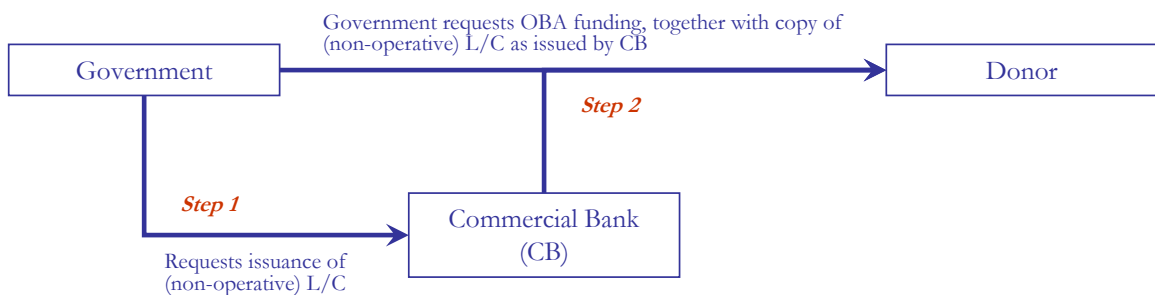 Government requests OBA funding, together with copy of
(non-operative) L/C as issued by CB
Government
Donor
Step 2
Step 1
Commercial Bank
(CB)
Requests issuance of
(non-operative) L/C